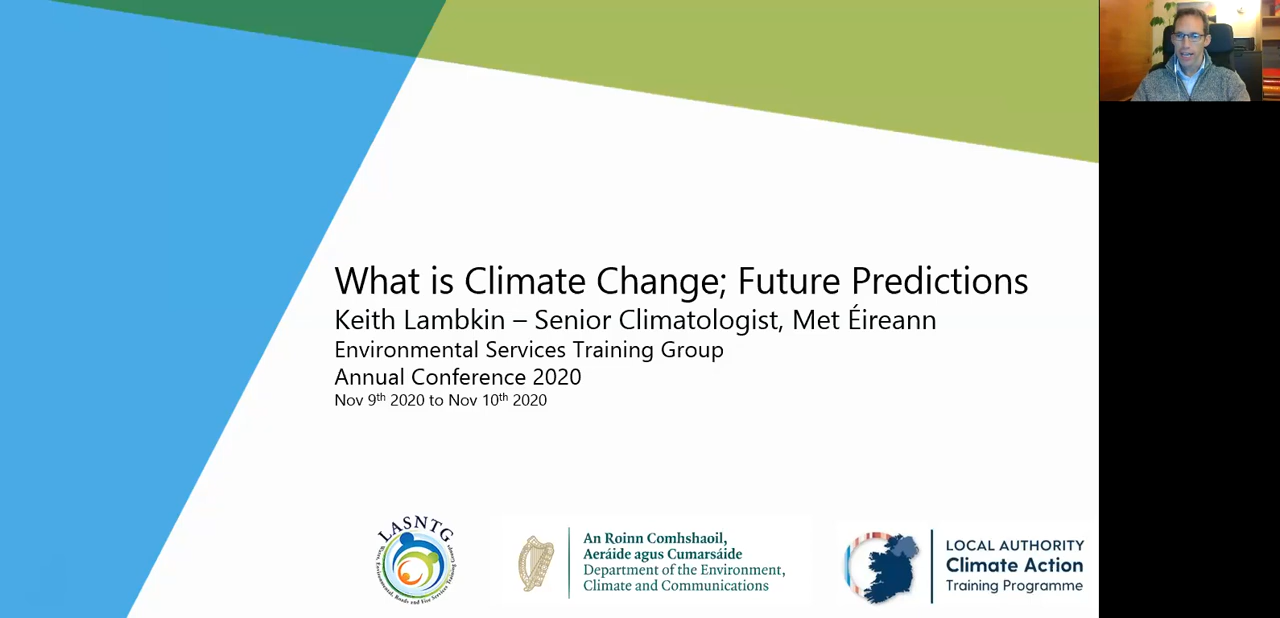 What is Climate Change; Future Predictions
Keith Lambkin – Senior Climatologist, Met Éireann
Environmental Services Training Group
Annual Conference 2020
Nov 9th 2020 to Nov 10th 2020
LASNTG
An Roinn Comhshaoil,
Aeráide agus Cumarsáide
Department of the Environment,
Climate and Communications
LOCAL AUTHORITY
Climate Action
Training Programme